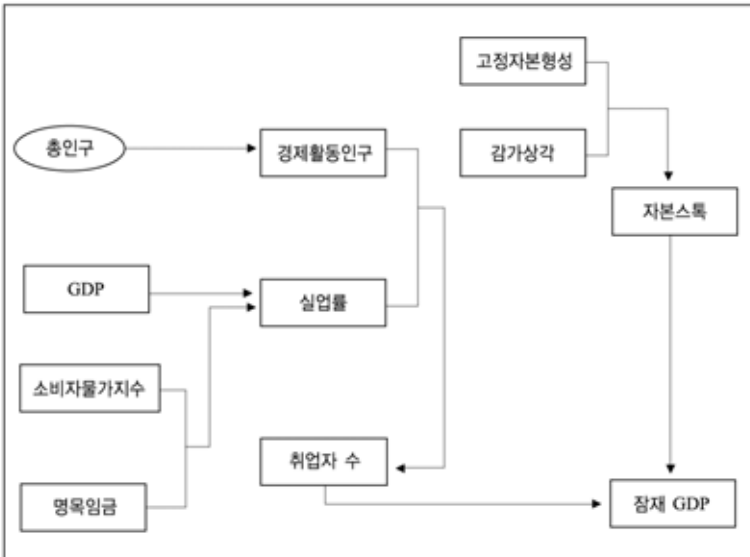 고정자본형성
총인구
경제활동인구
감가상각
자본스톡
GDP
실업률
소비자물가지수
취업자 수
명목임금
잠재 GDP